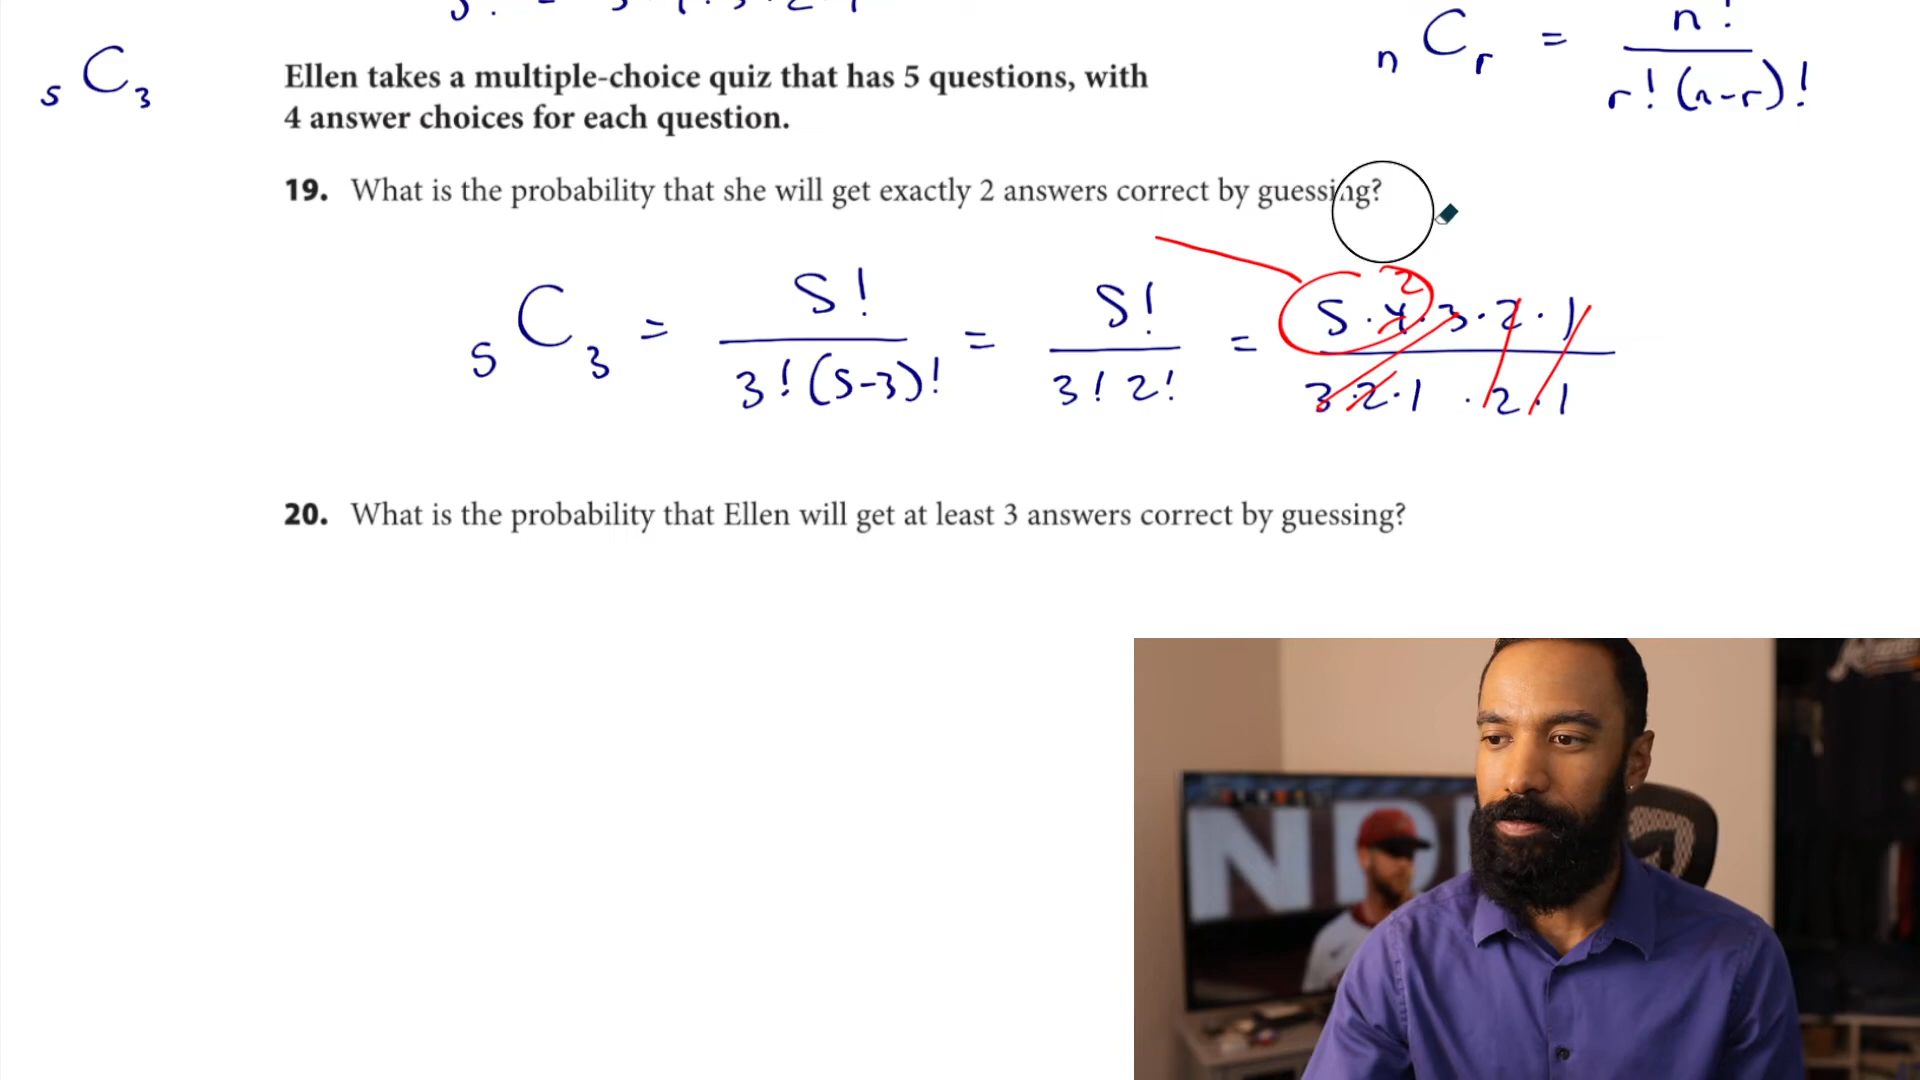 ₅C₃
nCr = n! / r!(n-r)!
Ellen takes a multiple-choice quiz that has 5 questions, with
4 answer choices for each question.
19. What is the probability that she will get exactly 2 answers correct by guessing?
₅C₃ = 5! / 3!(5-3)! = 5! / 3! 2! = 5·4·3·2·1 / 3·2·1 · 2·1
2
20. What is the probability that Ellen will get at least 3 answers correct by guessing?